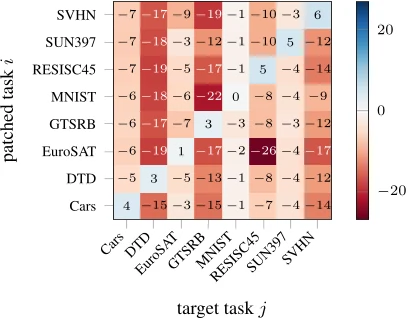 patched task i
SVHN −7 −17 −9 −19 −1 −10 −3 6
SUN397 −7 −18 −3 −12 −1 −10 5 −12
RESISC45 −7 −19 −5 −17 −1 5 −4 −14
MNIST −6 −18 −6 −22 0 −8 −4 −9
GTSRB −6 −17 −7 3 −3 −8 −3 −12
EuroSAT −6 −19 1 −17 −2 −26 −4 −17
DTD −5 3 −5 −13 −1 −8 −4 −12
Cars 4 −15 −3 −15 −1 −7 −4 −14
Cars DTD EuroSAT GTSRB MNIST RESISC45 SUN397 SVHN
target task j
20
0
−20